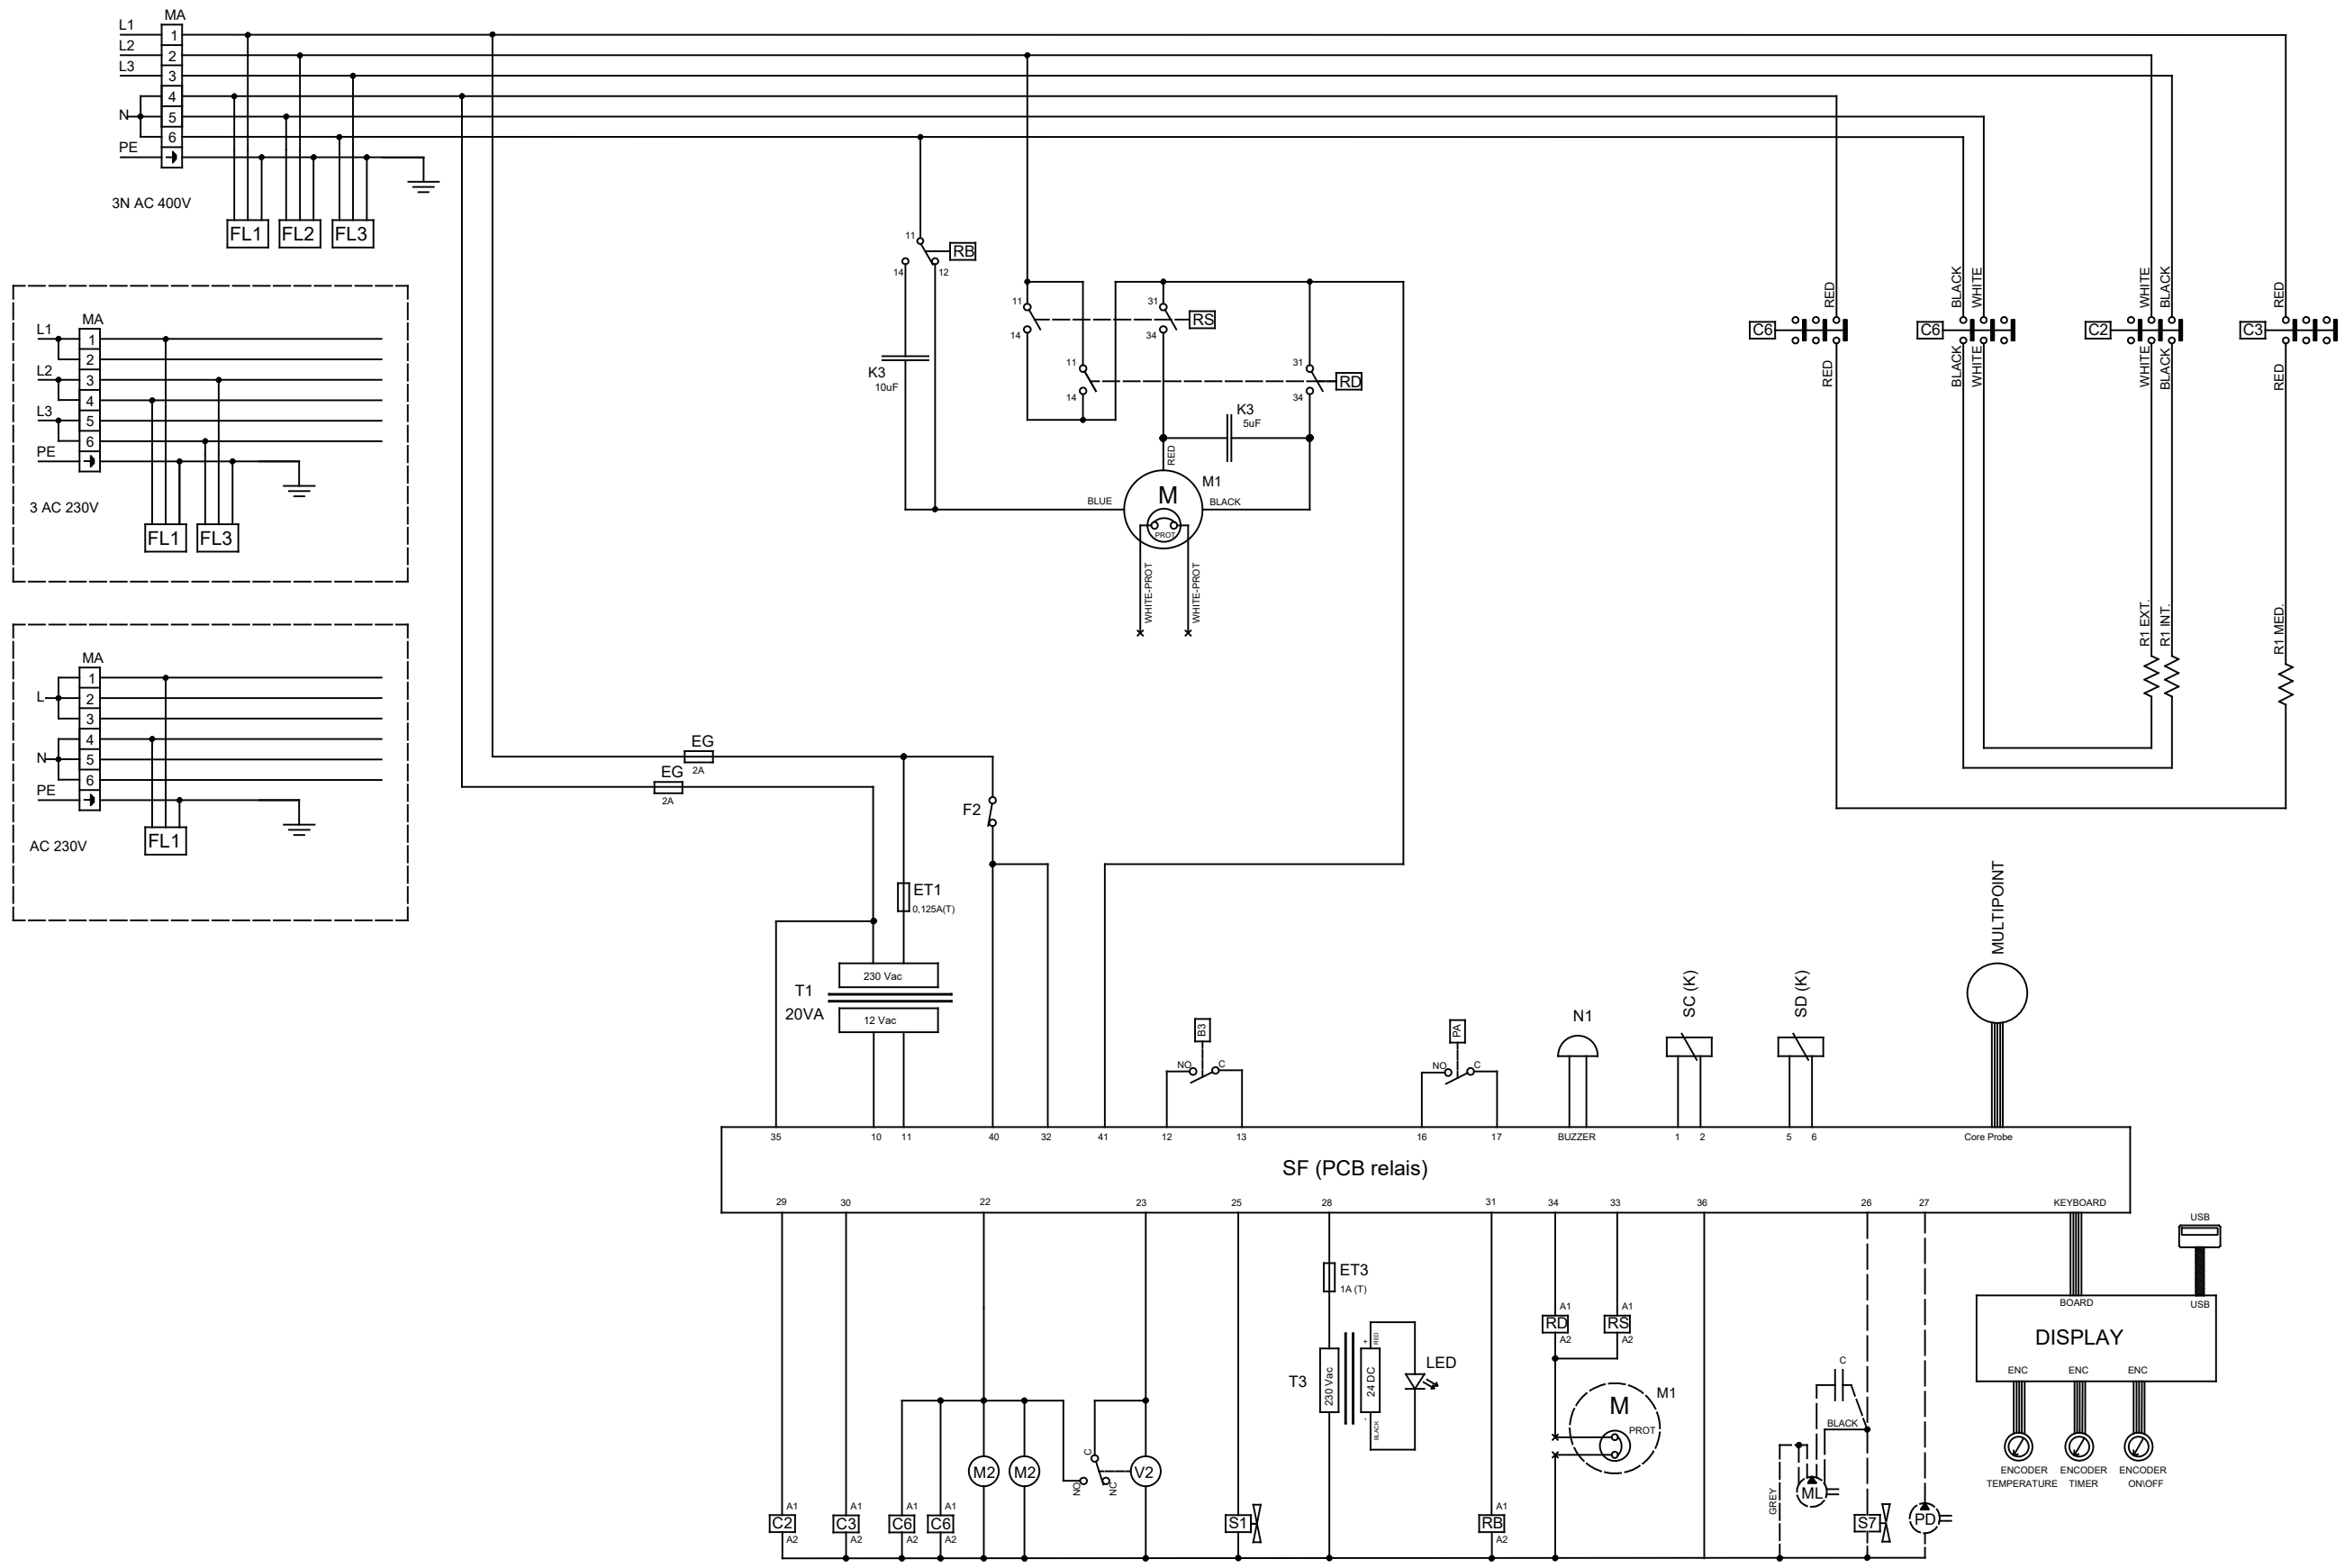 MA
L1
1
L2
2
L3
3
4
N
5
6
PE
3N AC 400V
FL1 FL2 FL3
MA
L1
1
2
L2
3
4
L3
5
6
PE
3 AC 230V
FL1 FL3
MA
1
L
2
3
4
N
5
6
PE
AC 230V
FL1
11
RB
14 12
K3
10uF
11
14
31
34
RS
11
14
31
34
RD
K3
5uF
RED
M1
M
BLUE
BLACK
PROT
WHITE-PROT
WHITE-PROT
RED
BLACK
WHITE
WHITE
BLACK
RED
C6
C6
C2
C3
RED
BLACK
WHITE
WHITE
BLACK
RED
R1 EXT.
R1 INT.
R1 MED.
EG
2A
EG
2A
F2
ET1
0,125A(T)
230 Vac
T1
20VA
12 Vac
B3
NO C
PA
NO C
N1
SC (K)
SD (K)
MULTIPOINT
35 10 11 40 32 41 12 13 16 17 BUZZER 1 2 5 6 Core Probe
SF (PCB relais)
29 30 22 23 25 28 31 34 33 36 26 27 KEYBOARD
USB
ET3
1A (T)
T3
230 Vac
24 DC
+
RED
-
BLACK
LED
A1
RD
A2
A1
RS
A2
M1
M
PROT
BOARD
USB
DISPLAY
ENC ENC ENC
ENCODER
TEMPERATURE
ENCODER
TIMER
ENCODER
ON\OFF
C
BLACK
GREY
ML
M2 M2
C
NO
NC
V2
A1
C2
A2
A1
C3
A2
A1
C6
A2
A1
C6
A2
S1
A1
RB
A2
S7
PD